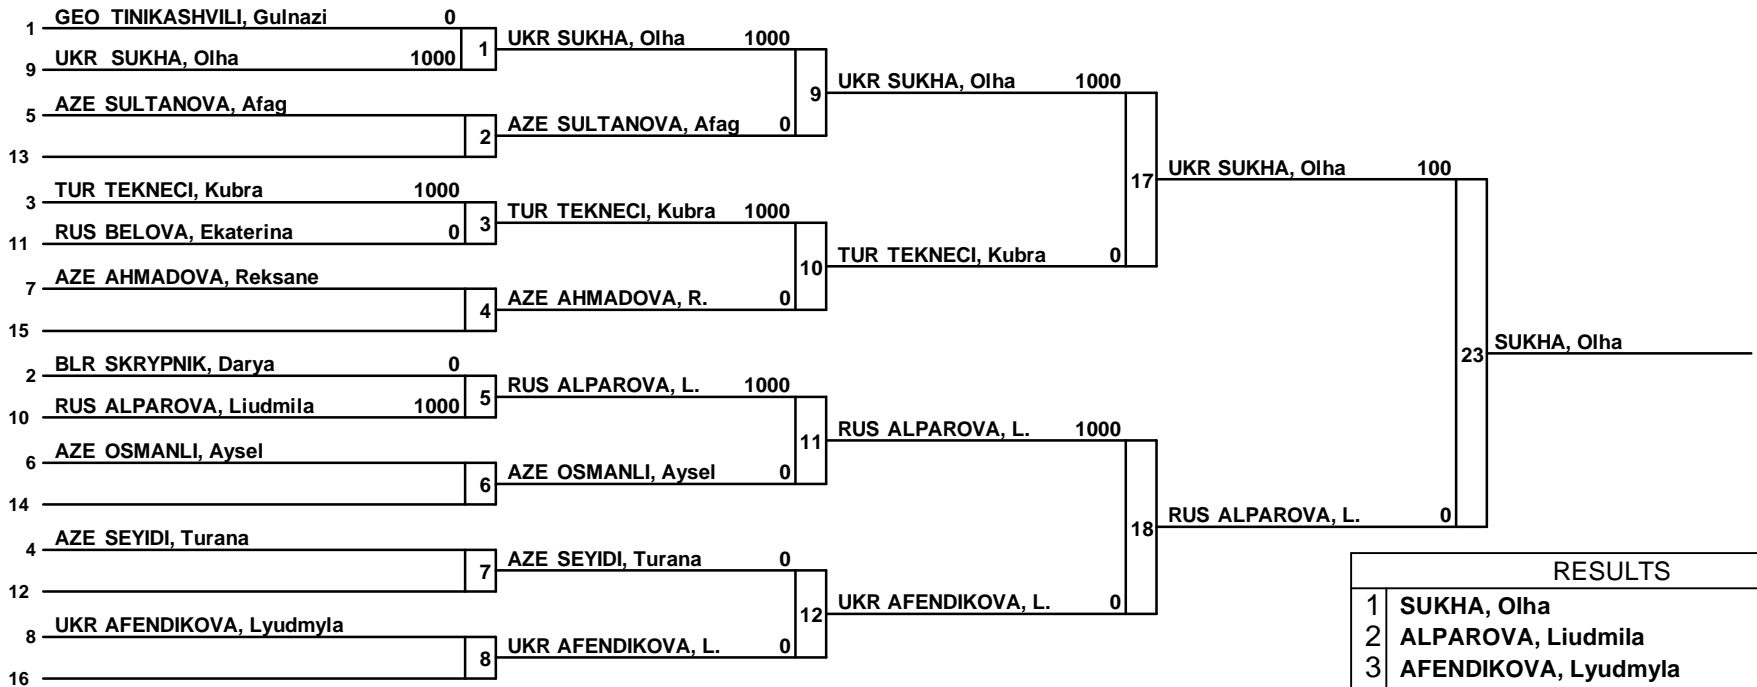 1 GEO TINIKASHVILI, Gulnazi 0
9 UKR SUKHA, Olha 1000
1
5 AZE SULTANOVA, Afag
13
2
3 TUR TEKNECI, Kubra 1000
11 RUS BELOVA, Ekaterina 0
3
7 AZE AHMADOVA, Reksane
15
4
2 BLR SKRYPNIK, Darya 0
10 RUS ALPAROVA, Liudmila 1000
5
6 AZE OSMANLI, Aysel
14
6
4 AZE SEYIDI, Turana
12
7
8 UKR AFENDIKOVA, Lyudmyla
16
8
UKR SUKHA, Olha 1000
AZE SULTANOVA, Afag 0
9
TUR TEKNECI, Kubra 1000
AZE AHMADOVA, R. 0
10
RUS ALPAROVA, L. 1000
AZE OSMANLI, Aysel 0
11
AZE SEYIDI, Turana 0
UKR AFENDIKOVA, L. 0
12
UKR SUKHA, Olha 1000
TUR TEKNECI, Kubra 0
17
RUS ALPAROVA, L. 1000
UKR AFENDIKOVA, L. 0
18
UKR SUKHA, Olha 100
RUS ALPAROVA, L. 0
23
SUKHA, Olha
RESULTS
1 SUKHA, Olha
2 ALPAROVA, Liudmila
3 AFENDIKOVA, Lyudmyla